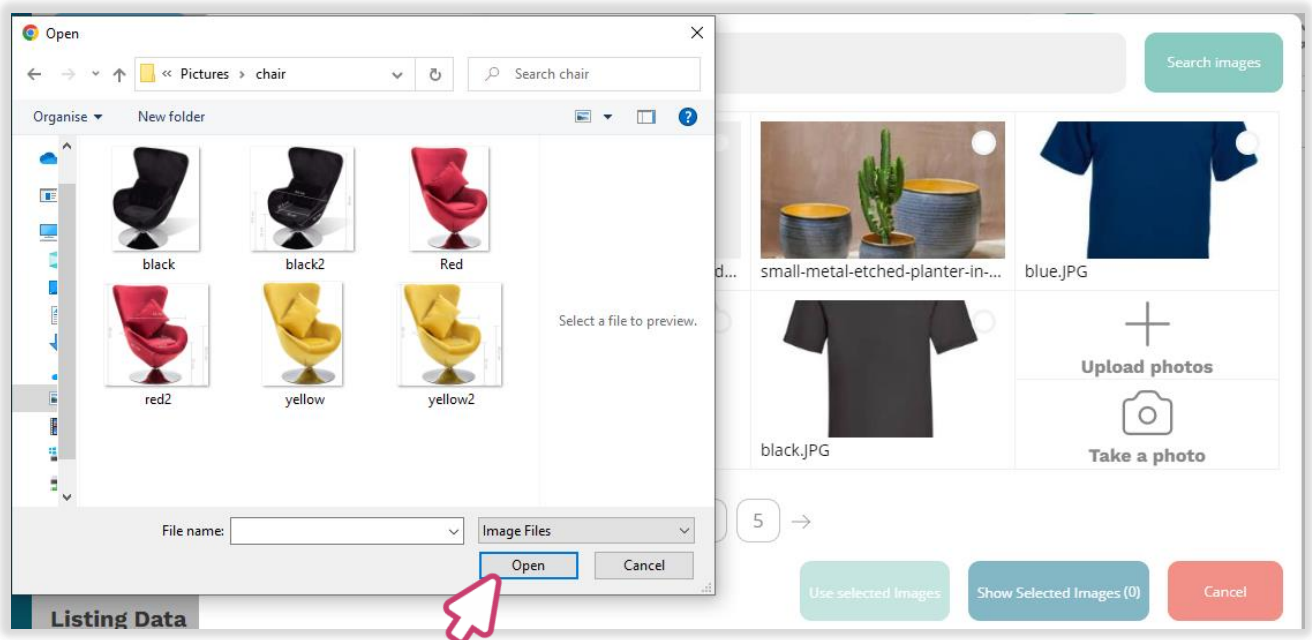 Open
« Pictures › chair
Search chair
Organise
New folder
black
black2
Red
red2
yellow
yellow2
Select a file to preview.
File name:
Image Files
Open
Cancel
Search images
d...
small-metal-etched-planter-in-...
blue.JPG
black.JPG
Upload photos
Take a photo
5
Use selected Images
Show Selected Images (0)
Cancel
Listing Data